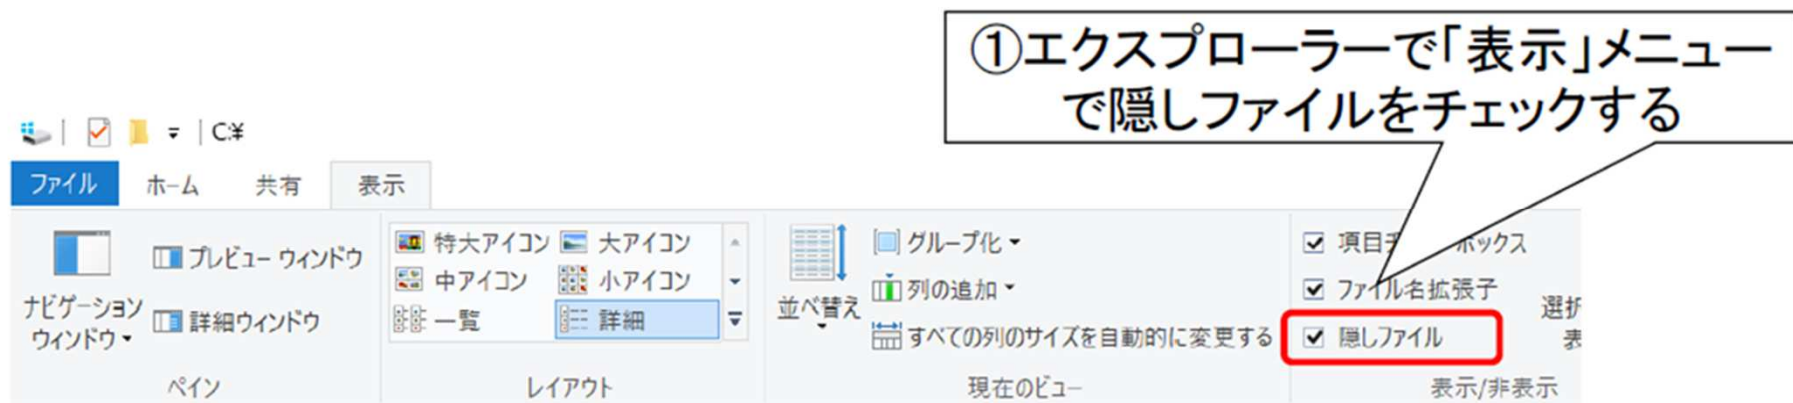 ①エクスプローラーで「表示」メニュー
で隠しファイルをチェックする
C:¥
ファイル ホーム 共有 表示
ナビゲーション
ウィンドウ
プレビュー ウィンドウ
詳細ウィンドウ
ペイン
特大アイコン 大アイコン
中アイコン 小アイコン
一覧 詳細
レイアウト
並べ替え
グループ化
列の追加
すべての列のサイズを自動的に変更する
現在のビュー
項目チ ボックス
ファイル名拡張子
隠しファイル
選択
表示/非表示